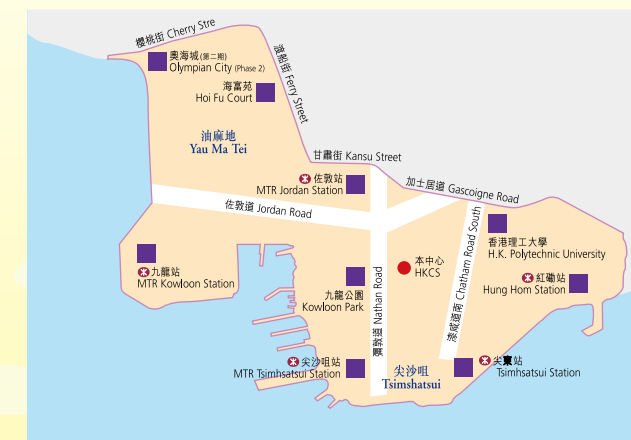 櫻桃街 Cherry Stre
渡船街 Ferry Street
奧海城(第二期)
Olympian City (Phase 2)
海富苑
Hoi Fu Court
油麻地
Yau Ma Tei
甘肅街 Kansu Street
佐敦站
MTR Jordan Station
加士居道 Gascoigne Road
佐敦道 Jordan Road
香港理工大學
H.K. Polytechnic University
九龍站
MTR Kowloon Station
本中心
HKCS
紅磡站
Hung Hom Station
九龍公園
Kowloon Park
彌敦道 Nathan Road
漆咸道南 Chatham Road South
尖沙咀站
MTR Tsimhatsui Station
尖沙咀
Tsimshatsui
尖東站
Tsimhatsui Station